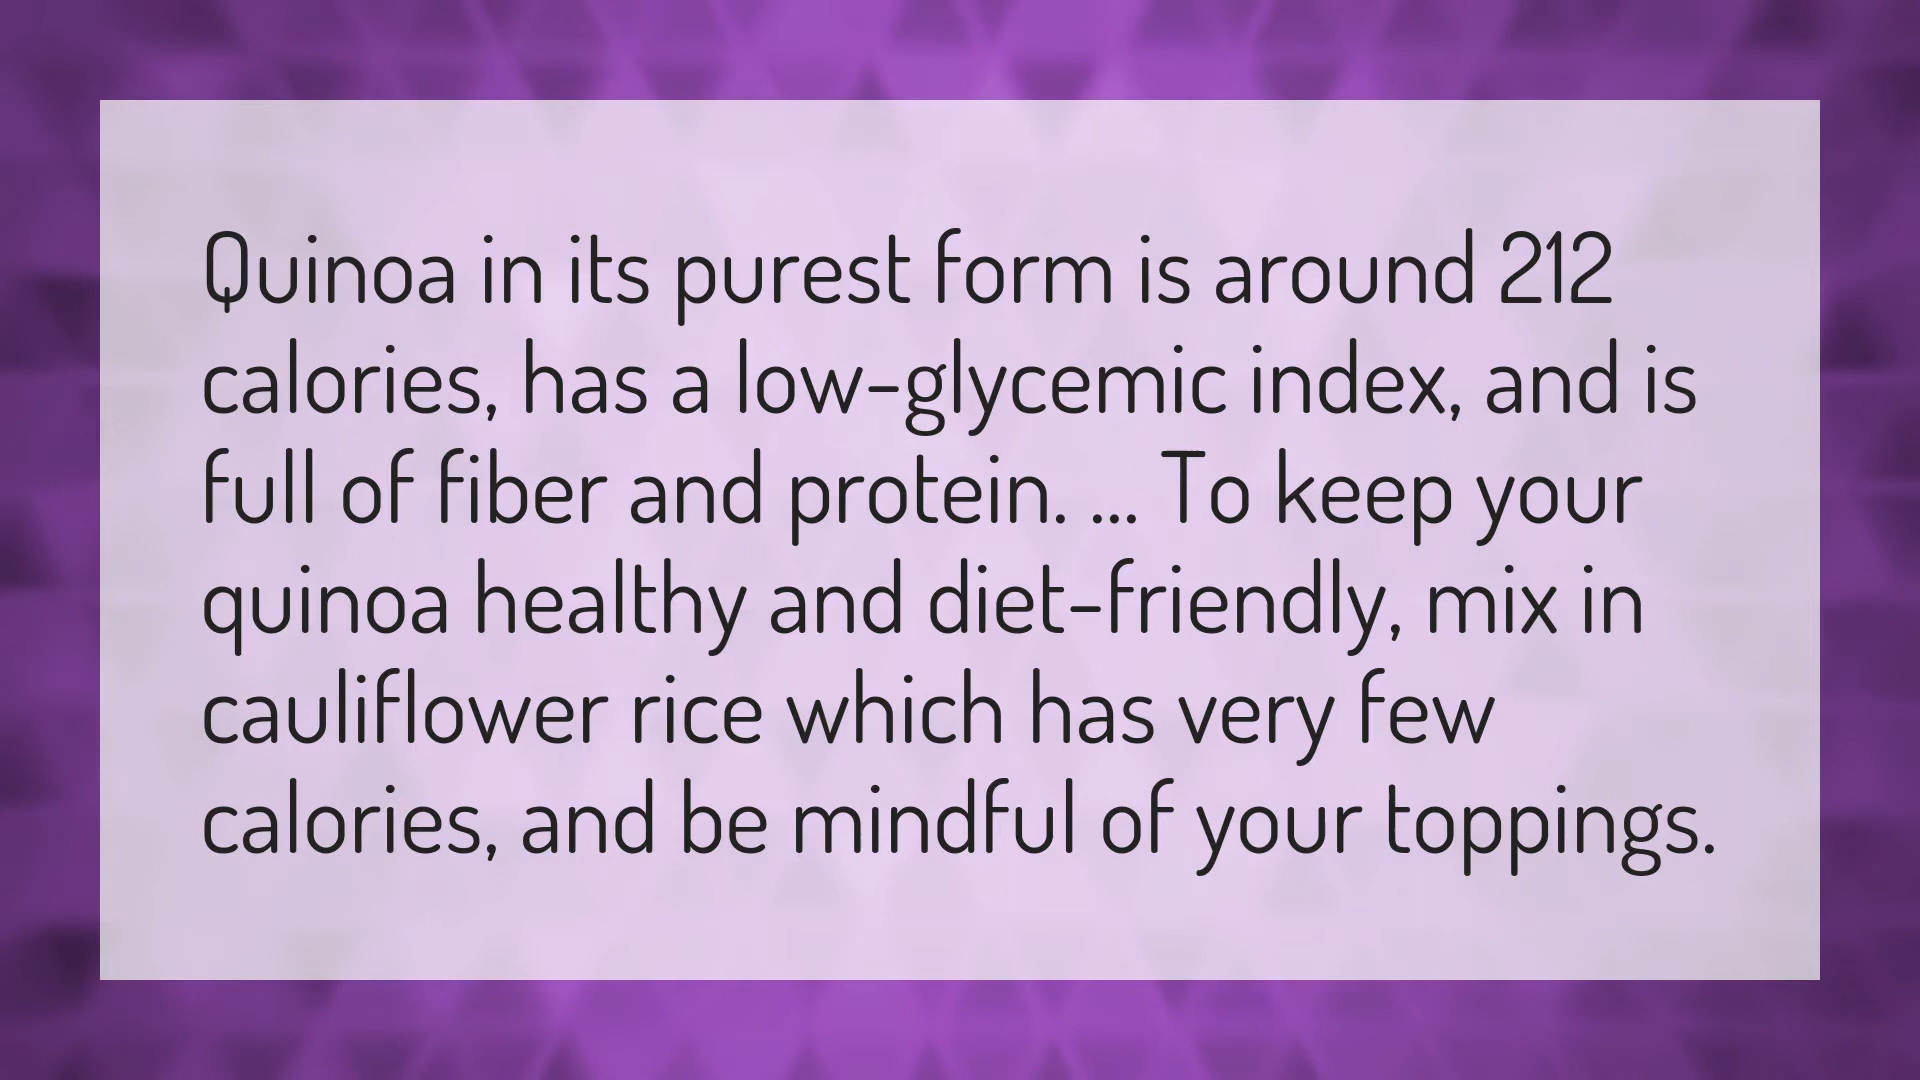 Quinoa in its purest form is around 212
calories, has a low-glycemic index, and is
full of fiber and protein. ... To keep your
quinoa healthy and diet-friendly, mix in
cauliflower rice which has very few
calories, and be mindful of your toppings.